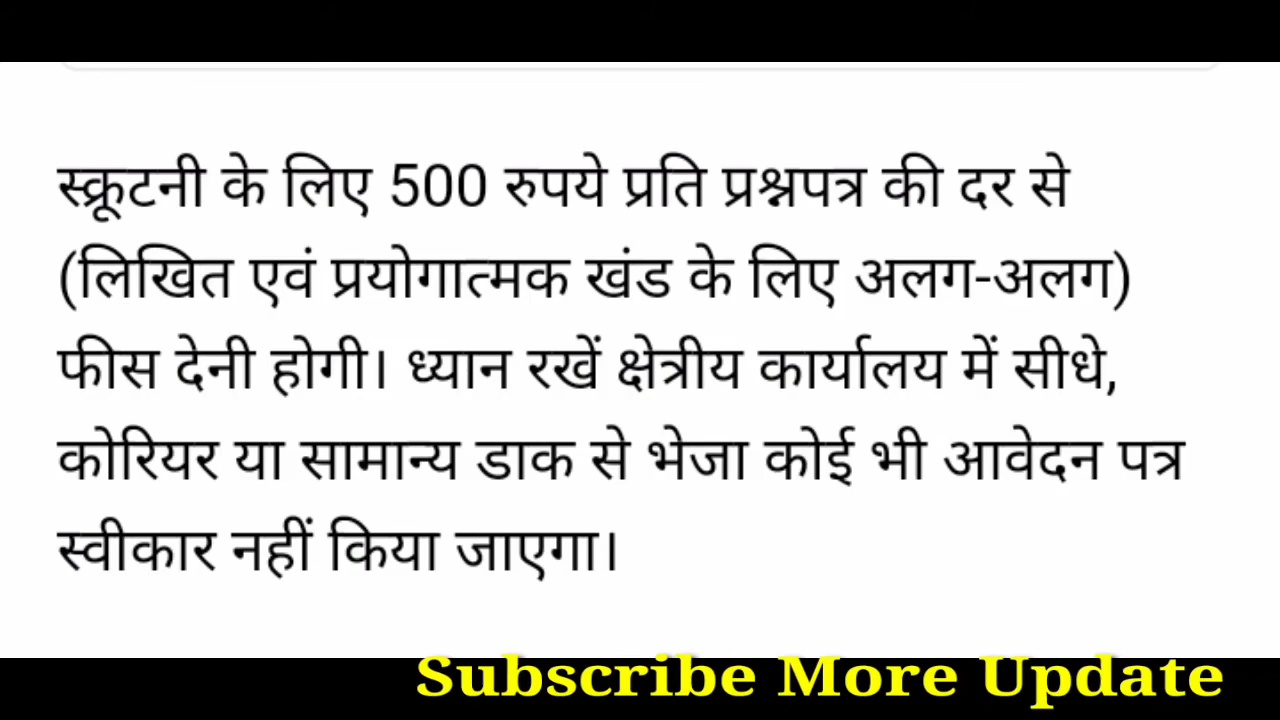 स्क्रूटनी के लिए 500 रुपये प्रति प्रश्नपत्र की दर से
(लिखित एवं प्रयोगात्मक खंड के लिए अलग-अलग)
फीस देनी होगी। ध्यान रखें क्षेत्रीय कार्यालय में सीधे,
कोरियर या सामान्य डाक से भेजा कोई भी आवेदन पत्र
स्वीकार नहीं किया जाएगा।
Subscribe More Update